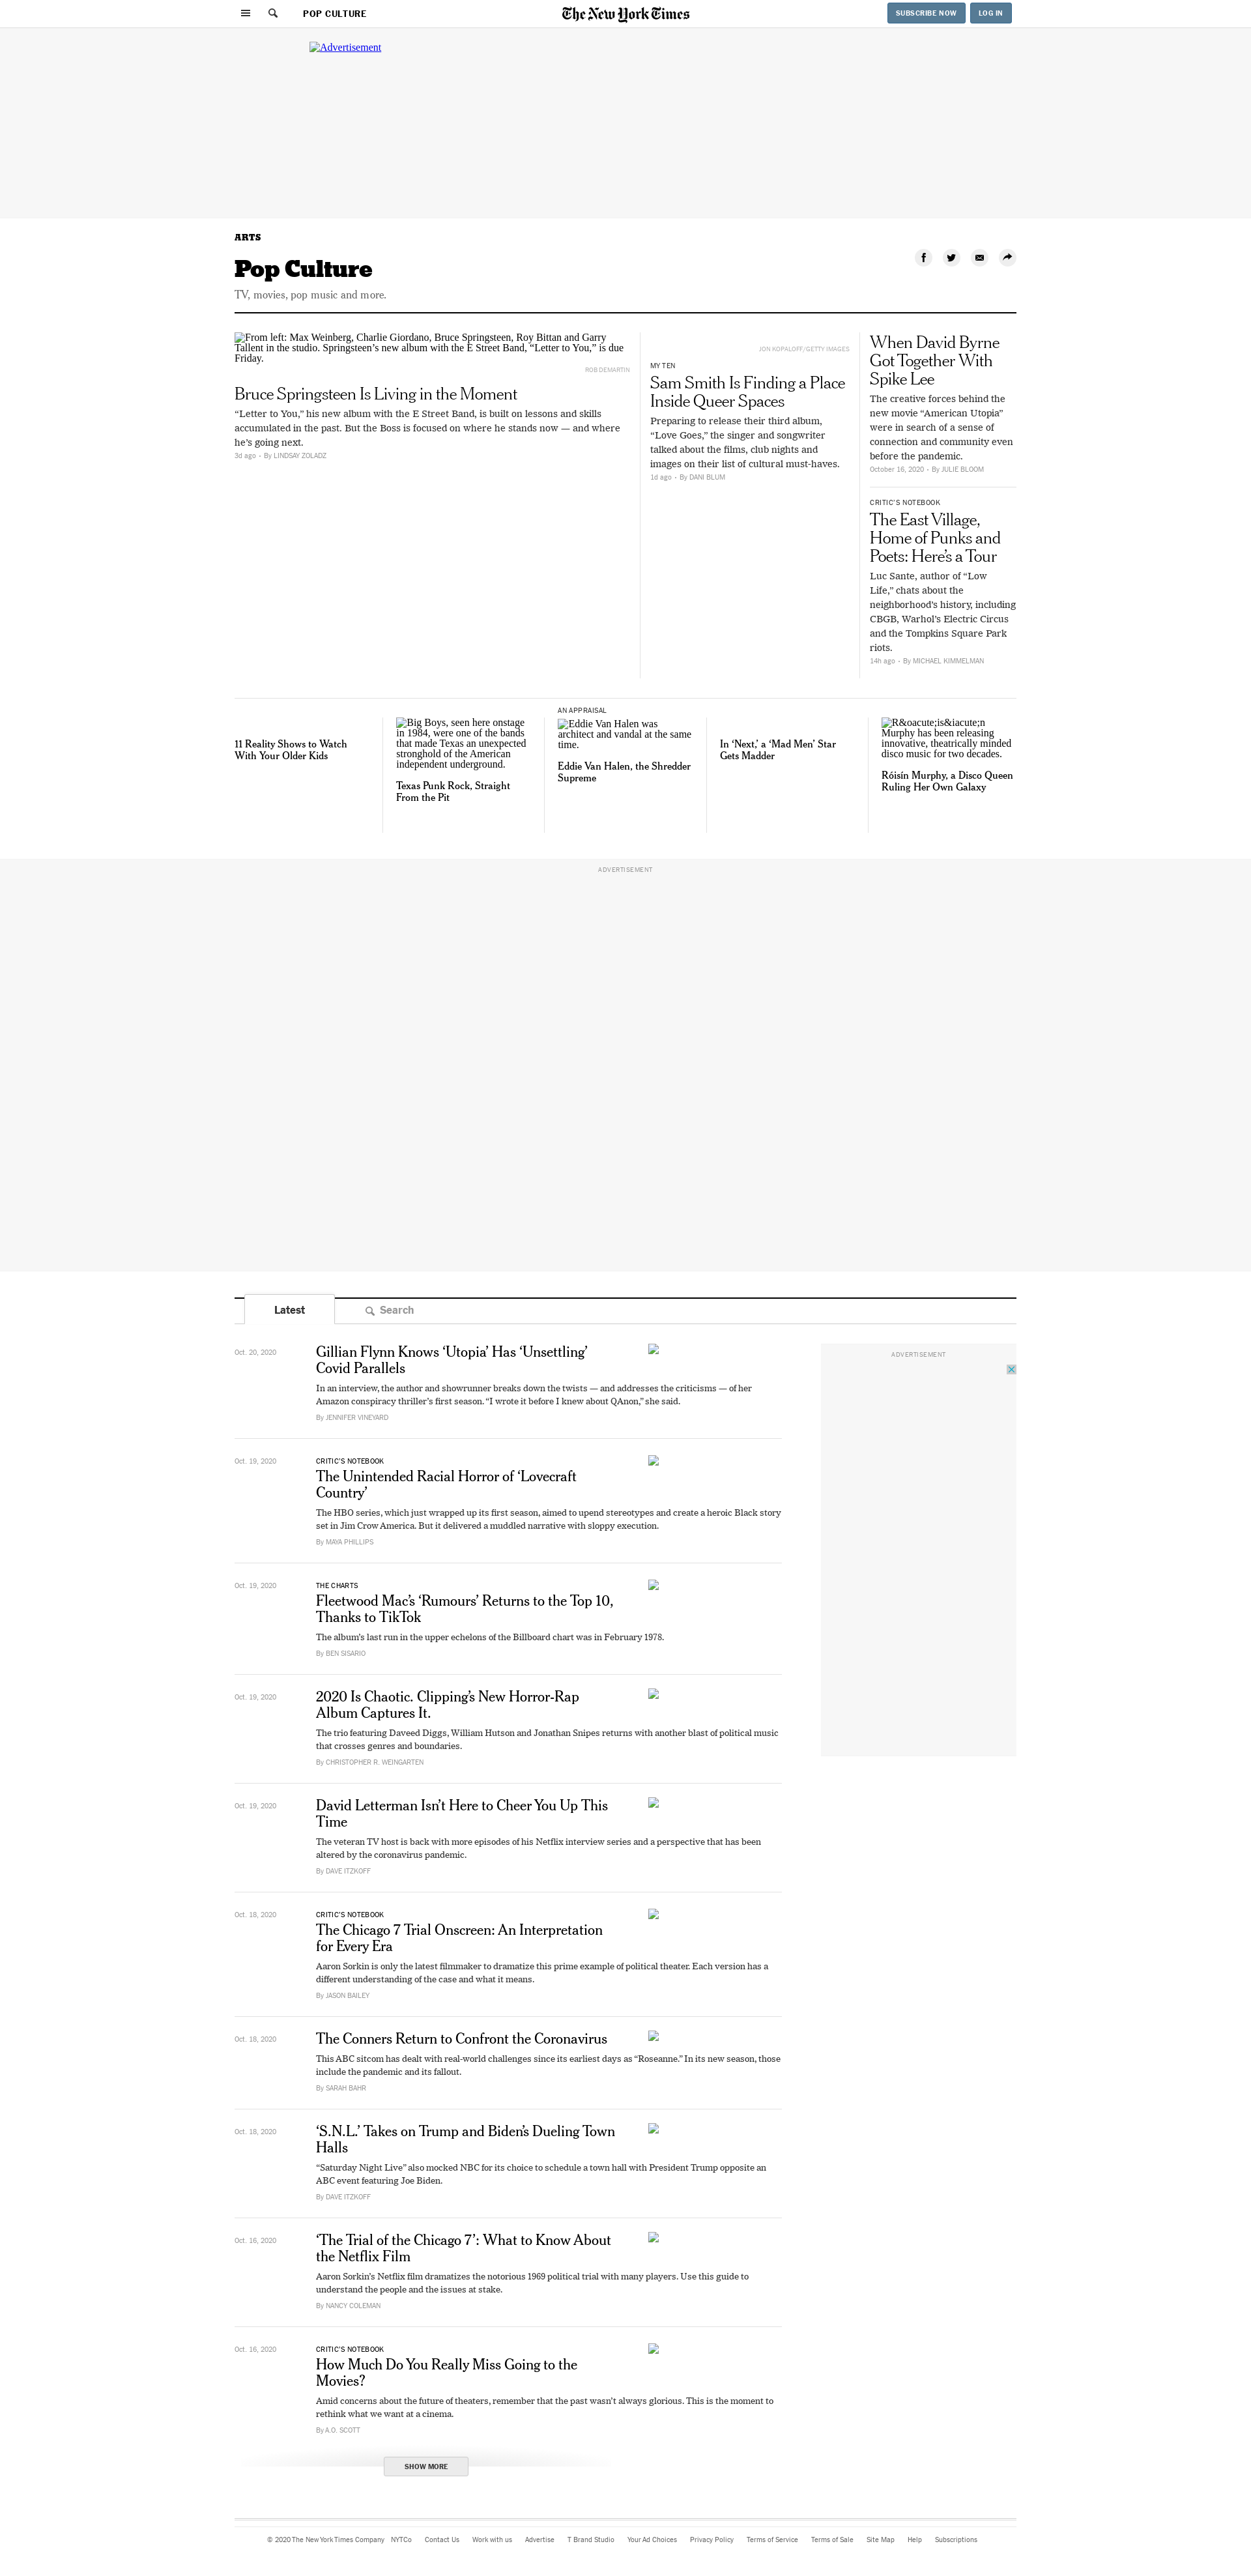 POP CULTURE
The New York Times
SUBSCRIBE NOW
LOG IN
Advertisement
ARTS
Pop Culture
TV, movies, pop music and more.
From left: Max Weinberg, Charlie Giordano, Bruce Springsteen, Roy Bittan and Garry
Tallent in the studio. Springsteen’s new album with the E Street Band, “Letter to You,” is due
Friday.
ROB DEMARTIN
Bruce Springsteen Is Living in the Moment
“Letter to You,” his new album with the E Street Band, is built on lessons and skills
accumulated in the past. But the Boss is focused on where he stands now — and where
he’s going next.
3d ago • By LINDSAY ZOLADZ
JON KOPALOFF/GETTY IMAGES
MY TEN
Sam Smith Is Finding a Place
Inside Queer Spaces
Preparing to release their third album,
“Love Goes,” the singer and songwriter
talked about the films, club nights and
images on their list of cultural must-haves.
1d ago • By DANI BLUM
When David Byrne
Got Together With
Spike Lee
The creative forces behind the
new movie “American Utopia”
were in search of a sense of
connection and community even
before the pandemic.
October 16, 2020 • By JULIE BLOOM
CRITIC’S NOTEBOOK
The East Village,
Home of Punks and
Poets: Here’s a Tour
Luc Sante, author of “Low
Life,” chats about the
neighborhood’s history, including
CBGB, Warhol’s Electric Circus
and the Tompkins Square Park
riots.
14h ago • By MICHAEL KIMMELMAN
11 Reality Shows to Watch
With Your Older Kids
Big Boys, seen here onstage
in 1984, were one of the bands
that made Texas an unexpected
stronghold of the American
independent underground.
Texas Punk Rock, Straight
From the Pit
AN APPRAISAL
Eddie Van Halen was
architect and vandal at the same
time.
Eddie Van Halen, the Shredder
Supreme
In ‘Next,’ a ‘Mad Men’ Star
Gets Madder
R&oacute;is&iacute;n
Murphy has been releasing
innovative, theatrically minded
disco music for two decades.
Róisín Murphy, a Disco Queen
Ruling Her Own Galaxy
ADVERTISEMENT
Latest
Search
ADVERTISEMENT
Oct. 20, 2020
Gillian Flynn Knows ‘Utopia’ Has ‘Unsettling’
Covid Parallels
In an interview, the author and showrunner breaks down the twists — and addresses the criticisms — of her
Amazon conspiracy thriller’s first season. “I wrote it before I knew about QAnon,” she said.
By JENNIFER VINEYARD
Oct. 19, 2020
CRITIC’S NOTEBOOK
The Unintended Racial Horror of ‘Lovecraft
Country’
The HBO series, which just wrapped up its first season, aimed to upend stereotypes and create a heroic Black story
set in Jim Crow America. But it delivered a muddled narrative with sloppy execution.
By MAYA PHILLIPS
Oct. 19, 2020
THE CHARTS
Fleetwood Mac’s ‘Rumours’ Returns to the Top 10,
Thanks to TikTok
The album’s last run in the upper echelons of the Billboard chart was in February 1978.
By BEN SISARIO
Oct. 19, 2020
2020 Is Chaotic. Clipping’s New Horror-Rap
Album Captures It.
The trio featuring Daveed Diggs, William Hutson and Jonathan Snipes returns with another blast of political music
that crosses genres and boundaries.
By CHRISTOPHER R. WEINGARTEN
Oct. 19, 2020
David Letterman Isn’t Here to Cheer You Up This
Time
The veteran TV host is back with more episodes of his Netflix interview series and a perspective that has been
altered by the coronavirus pandemic.
By DAVE ITZKOFF
Oct. 18, 2020
CRITIC’S NOTEBOOK
The Chicago 7 Trial Onscreen: An Interpretation
for Every Era
Aaron Sorkin is only the latest filmmaker to dramatize this prime example of political theater. Each version has a
different understanding of the case and what it means.
By JASON BAILEY
Oct. 18, 2020
The Conners Return to Confront the Coronavirus
This ABC sitcom has dealt with real-world challenges since its earliest days as “Roseanne.” In its new season, those
include the pandemic and its fallout.
By SARAH BAHR
Oct. 18, 2020
‘S.N.L.’ Takes on Trump and Biden’s Dueling Town
Halls
“Saturday Night Live” also mocked NBC for its choice to schedule a town hall with President Trump opposite an
ABC event featuring Joe Biden.
By DAVE ITZKOFF
Oct. 16, 2020
‘The Trial of the Chicago 7’: What to Know About
the Netflix Film
Aaron Sorkin’s Netflix film dramatizes the notorious 1969 political trial with many players. Use this guide to
understand the people and the issues at stake.
By NANCY COLEMAN
Oct. 16, 2020
CRITIC’S NOTEBOOK
How Much Do You Really Miss Going to the
Movies?
Amid concerns about the future of theaters, remember that the past wasn’t always glorious. This is the moment to
rethink what we want at a cinema.
By A.O. SCOTT
SHOW MORE
© 2020 The New York Times Company NYTCo Contact Us Work with us Advertise T Brand Studio Your Ad Choices Privacy Policy Terms of Service Terms of Sale Site Map Help Subscriptions